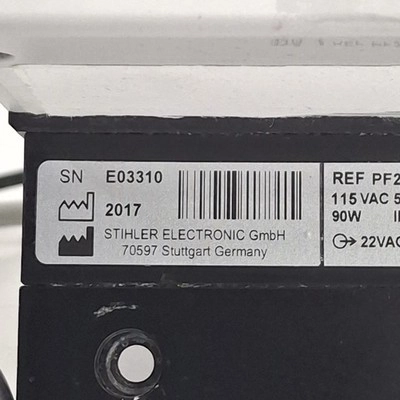 SN E03310
2017
STIHLER ELECTRONIC GmbH
70597 Stuttgart Germany
REF PF2
115 VAC 5
90W I
22VAC